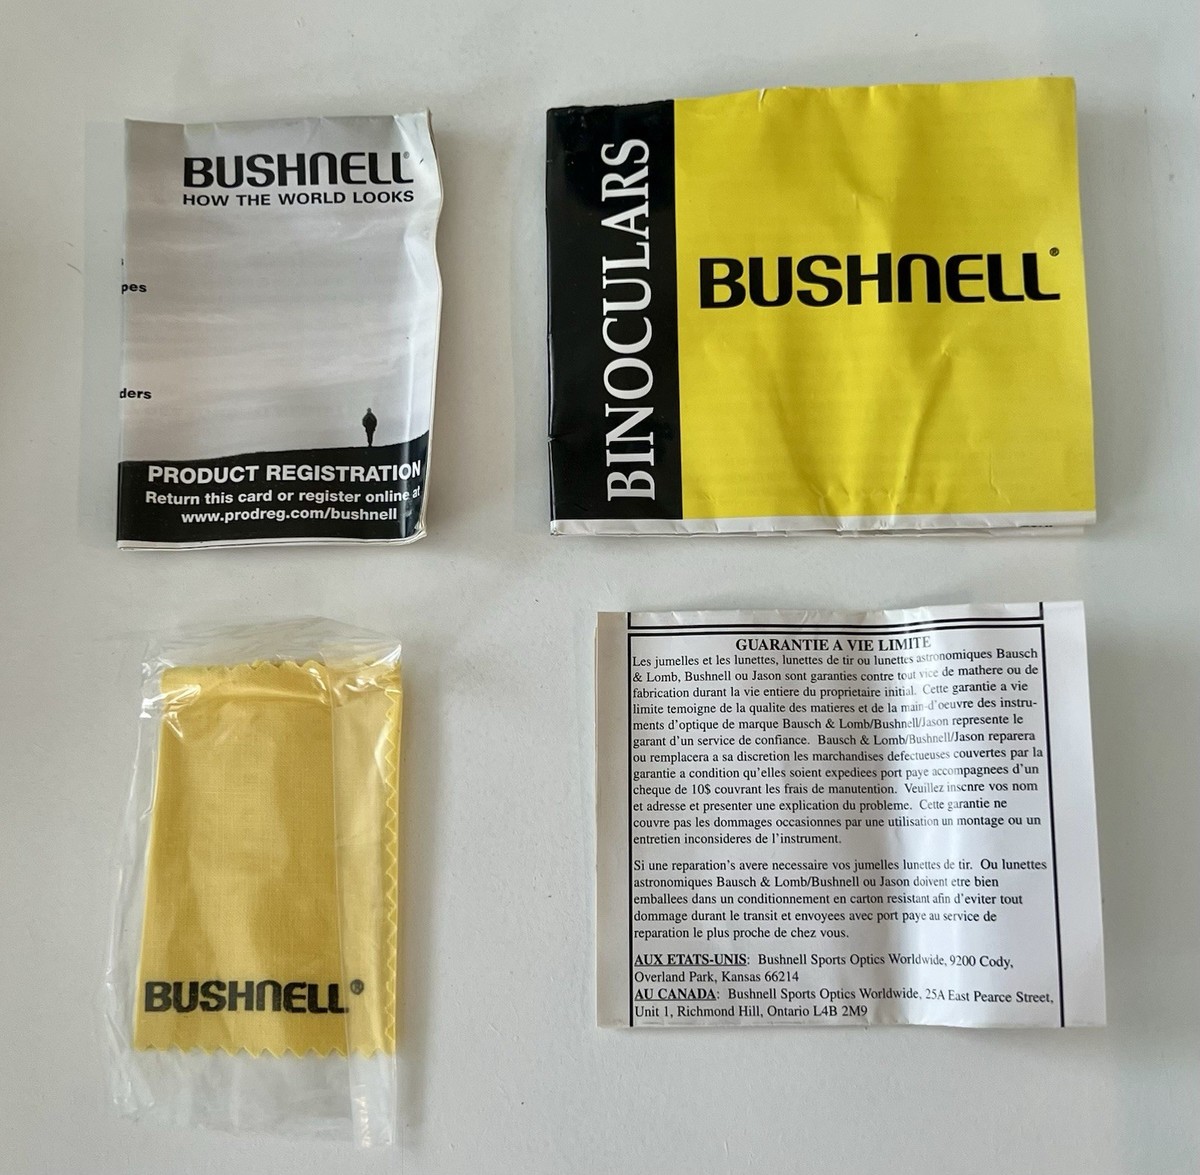 BUSHNELL®
HOW THE WORLD LOOKS
pes
ders
PRODUCT REGISTRATION
Return this card or register online at
www.prodreg.com/bushnell
BINOCULARS
BUSHNELL®
BUSHNELL®
GUARANTIE A VIE LIMITE
Les jumelles et les lunettes, lunettes de tir ou lunettes astronomiques Bausch
& Lomb, Bushnell ou Jason sont garanties contre tout vice de mathere ou de
fabrication durant la vie entiere du proprietaire initial. Cette garantie a vie
limite temoigne de la qualite des matieres et de la main-d'oeuvre des instru-
ments d'optique de marque Bausch & Lomb/Bushnell/Jason represente le
garant d'un service de confiance. Bausch & Lomb/Bushnell/Jason reparera
ou remplacera a sa discretion les marchandises defectueuses couvertes par la
garantie a condition qu'elles soient expediees port paye accompagnees d'un
cheque de 10$ couvrant les frais de manutention. Veuillez inscnre vos nom
et adresse et presenter une explication du probleme. Cette garantie ne
couvre pas les dommages occasionnes par une utilisation un montage ou un
entretien inconsideres de l'instrument.
Si une reparation's avere necessaire vos jumelles lunettes de tir. Ou lunettes
astronomiques Bausch & Lomb/Bushnell ou Jason doivent etre bien
emballees dans un conditionnement en carton resistant afin d'eviter tout
dommage durant le transit et envoyees avec port paye au service de
reparation le plus proche de chez vous.
AUX ETATS-UNIS: Bushnell Sports Optics Worldwide, 9200 Cody,
Overland Park, Kansas 66214
AU CANADA: Bushnell Sports Optics Worldwide, 25A East Pearce Street,
Unit 1, Richmond Hill, Ontario L4B 2M9